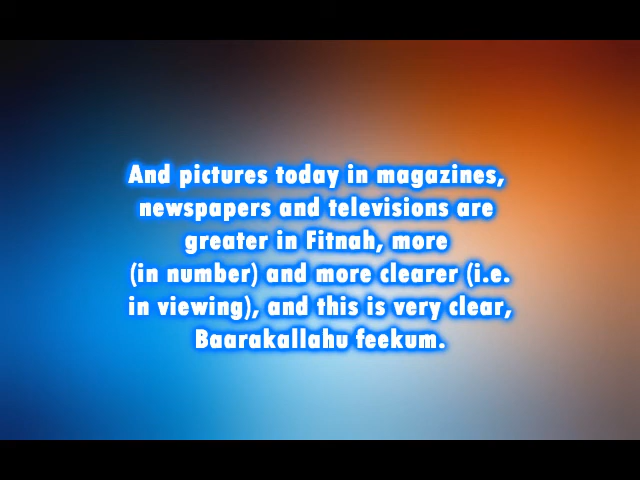 And pictures today in magazines,
newspapers and televisions are
greater in Fitnah, more
(in number) and more clearer (i.e.
in viewing), and this is very clear,
Baarakallahu feekum.